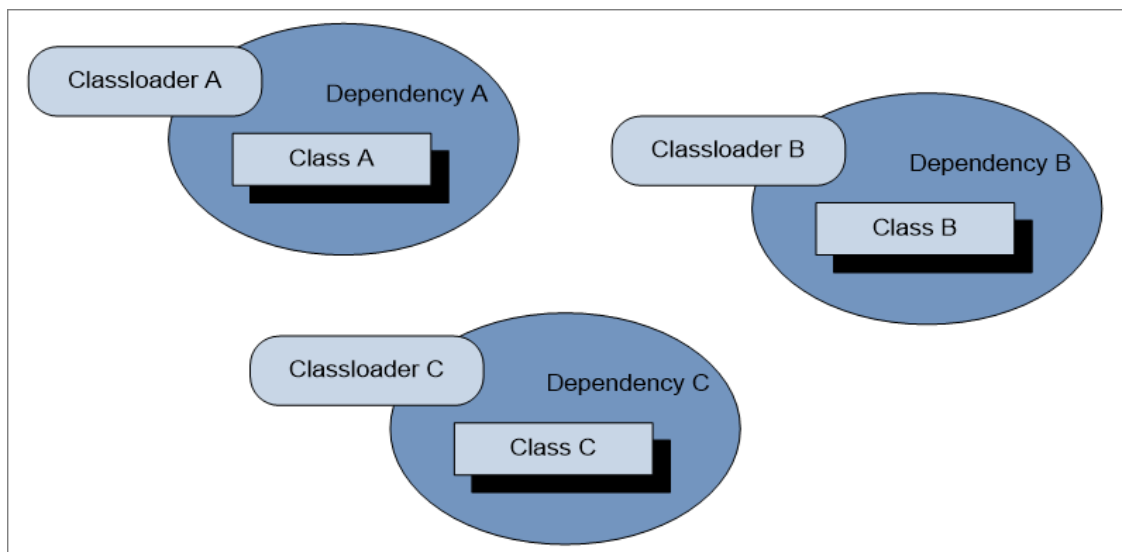 Classloader A
Dependency A
Class A
Classloader B
Dependency B
Class B
Classloader C
Dependency C
Class C